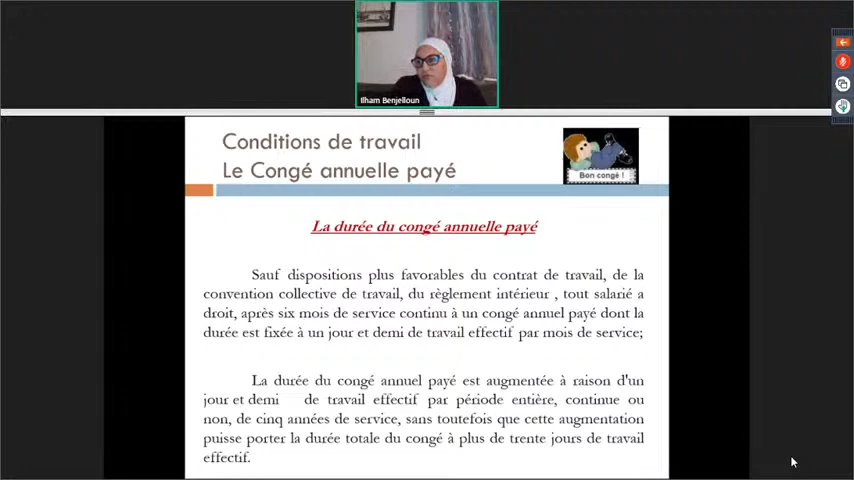 Ilham Benjelloun
Conditions de travail
Le Congé annuelle payé
Bon congé !
La durée du congé annuelle payé
Sauf dispositions plus favorables du contrat de travail, de la
convention collective de travail, du règlement intérieur , tout salarié a
droit, après six mois de service continu à un congé annuel payé dont la
durée est fixée à un jour et demi de travail effectif par mois de service;
La durée du congé annuel payé est augmentée à raison d'un
jour et demi de travail effectif par période entière, continue ou
non, de cinq années de service, sans toutefois que cette augmentation
puisse porter la durée totale du congé à plus de trente jours de travail
effectif.